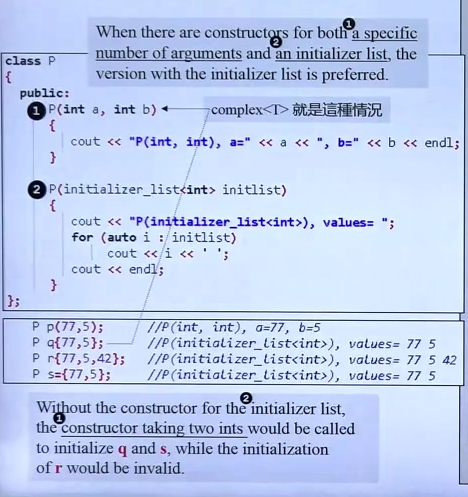 When there are constructors for both ❶ a specific
number of arguments and ❷ an initializer list, the
version with the initializer list is preferred.
class P
{
public:
❶ P(int a, int b)
complex<T> 就是這種情況
{
cout << "P(int, int), a=" << a << ", b=" << b << endl;
}
❷ P(initializer_list<int> initlist)
{
cout << "P(initializer_list<int>), values= ";
for (auto i : initlist)
cout << i << ' ';
cout << endl;
}
};
P p(77,5); //P(int, int), a=77, b=5
P q{77,5}; //P(initializer_list<int>), values= 77 5
P r{77,5,42}; //P(initializer_list<int>), values= 77 5 42
P s={77,5}; //P(initializer_list<int>), values= 77 5
Without the constructor for the ❷ initializer list,
the ❶ constructor taking two ints would be called
to initialize q and s, while the initialization
of r would be invalid.